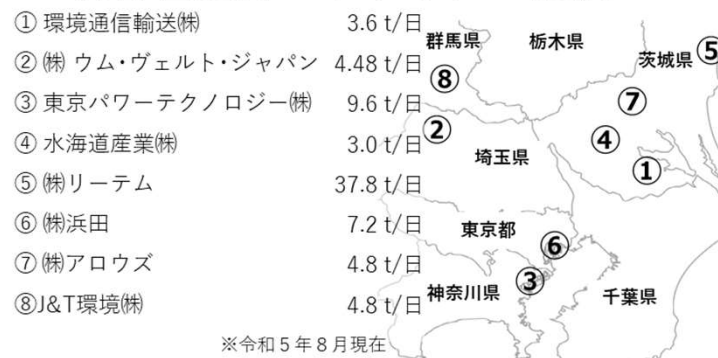 ① 環境通信輸送㈱ 3.6 t/日
② ㈱ ウム・ヴェルト・ジャパン 4.48 t/日
③ 東京パワーテクノロジー㈱ 9.6 t/日
④ 水海道産業㈱ 3.0 t/日
⑤ ㈱リーテム 37.8 t/日
⑥ ㈱浜田 7.2 t/日
⑦ ㈱アロウズ 4.8 t/日
⑧J&T環境㈱ 4.8 t/日
※令和5年8月現在
群馬県
栃木県
茨城県
⑤
⑧
⑦
②
④
埼玉県
①
東京都
⑥
③
神奈川県
千葉県